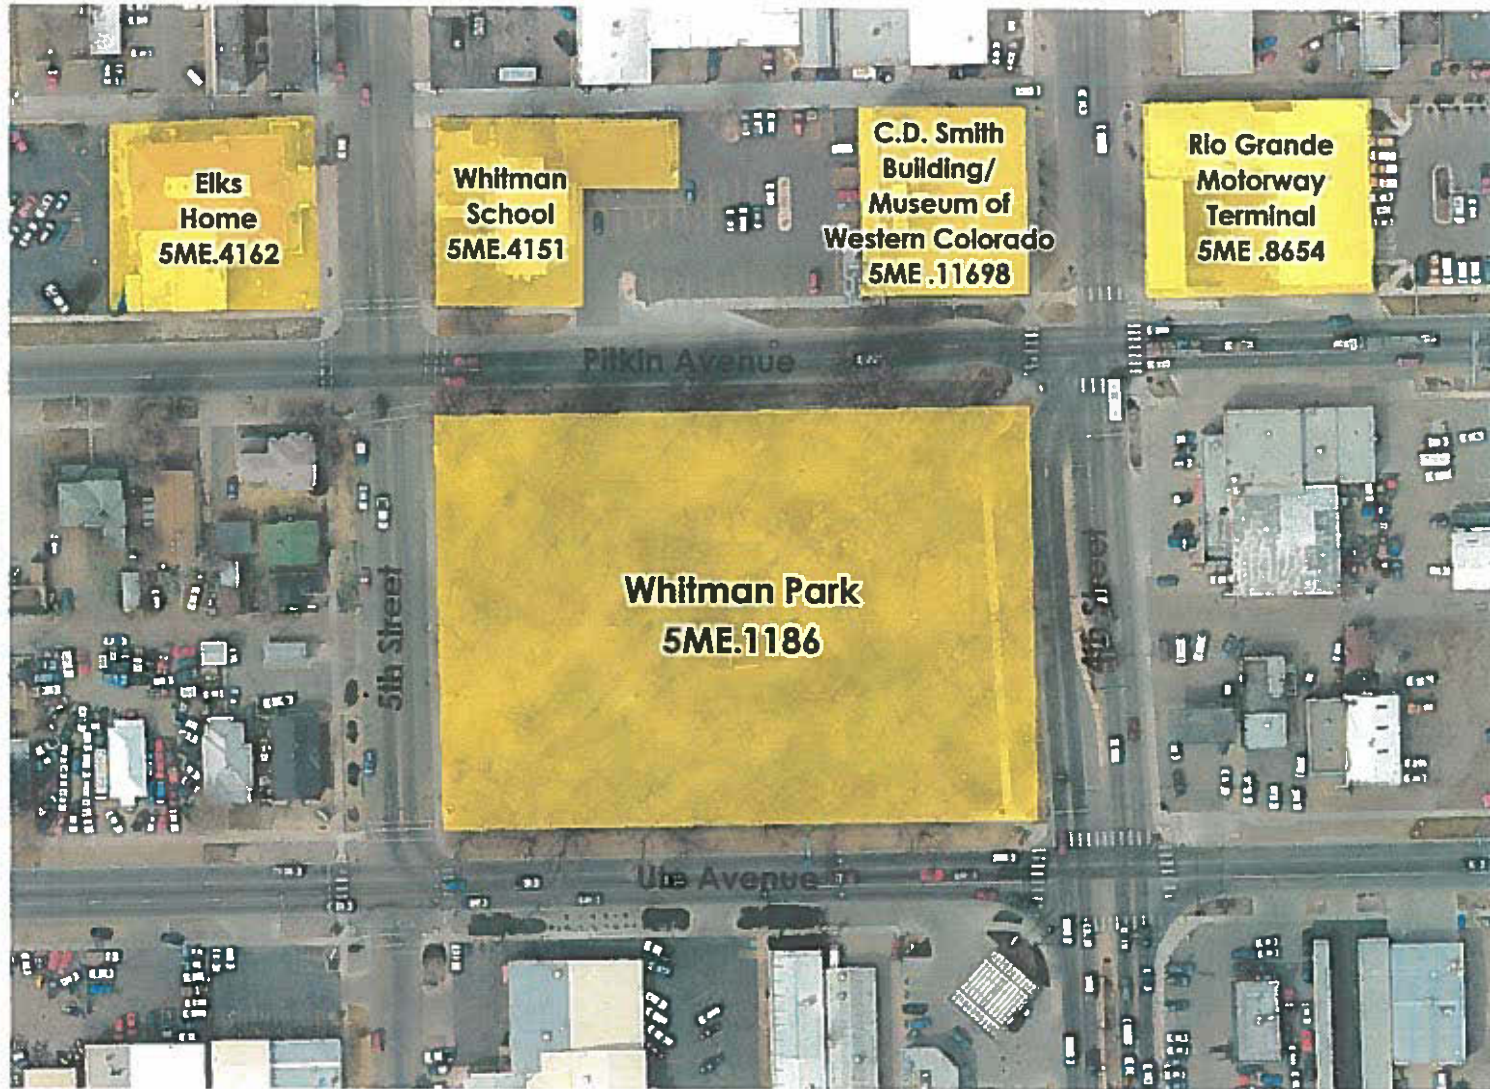 Elks
Home
5ME.4162
Whitman
School
5ME.4151
C.D. Smith
Building/
Museum of
Western Colorado
5ME .11698
Rio Grande
Motorway
Terminal
5ME .8654
Pitkin Avenue
Whitman Park
5ME.1186
5th Street
4th Street
Ute Avenue